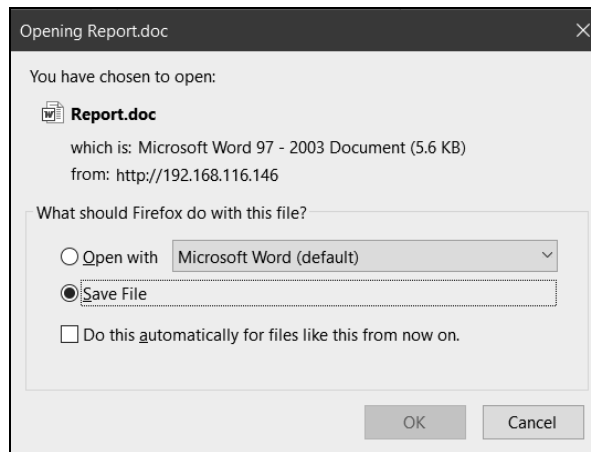 Opening Report.doc
You have chosen to open:
Report.doc
which is: Microsoft Word 97 - 2003 Document (5.6 KB)
from: http://192.168.116.146
What should Firefox do with this file?
Open with Microsoft Word (default)
Save File
Do this automatically for files like this from now on.
OK Cancel